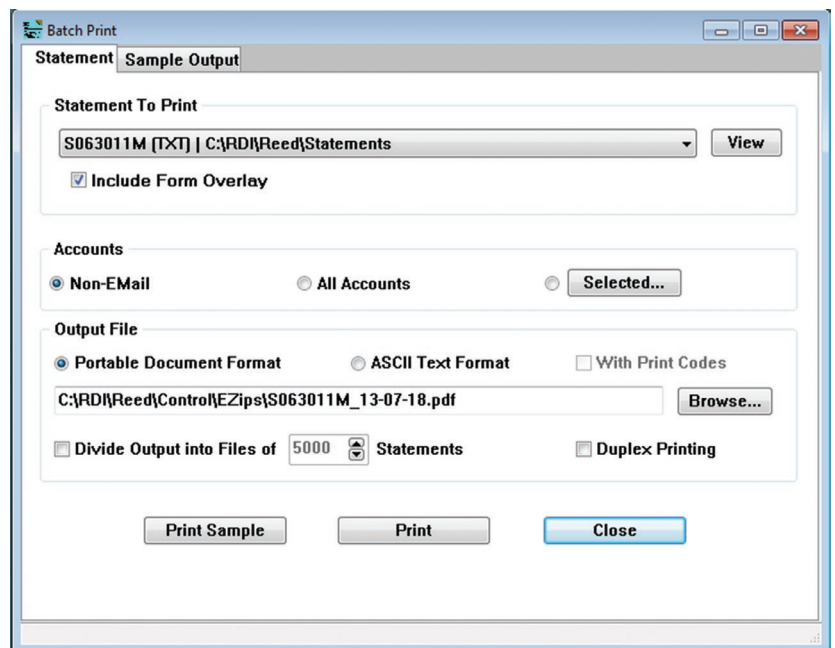 Batch Print
Statement Sample Output
Statement To Print
S063011M (TXT) | C:\RDI\Reed\Statements View
Include Form Overlay
Accounts
Non-EMail All Accounts Selected...
Output File
Portable Document Format ASCII Text Format With Print Codes
C:\RDI\Reed\Control\EZips\S063011M_13-07-18.pdf Browse...
Divide Output into Files of 5000 Statements Duplex Printing
Print Sample Print Close